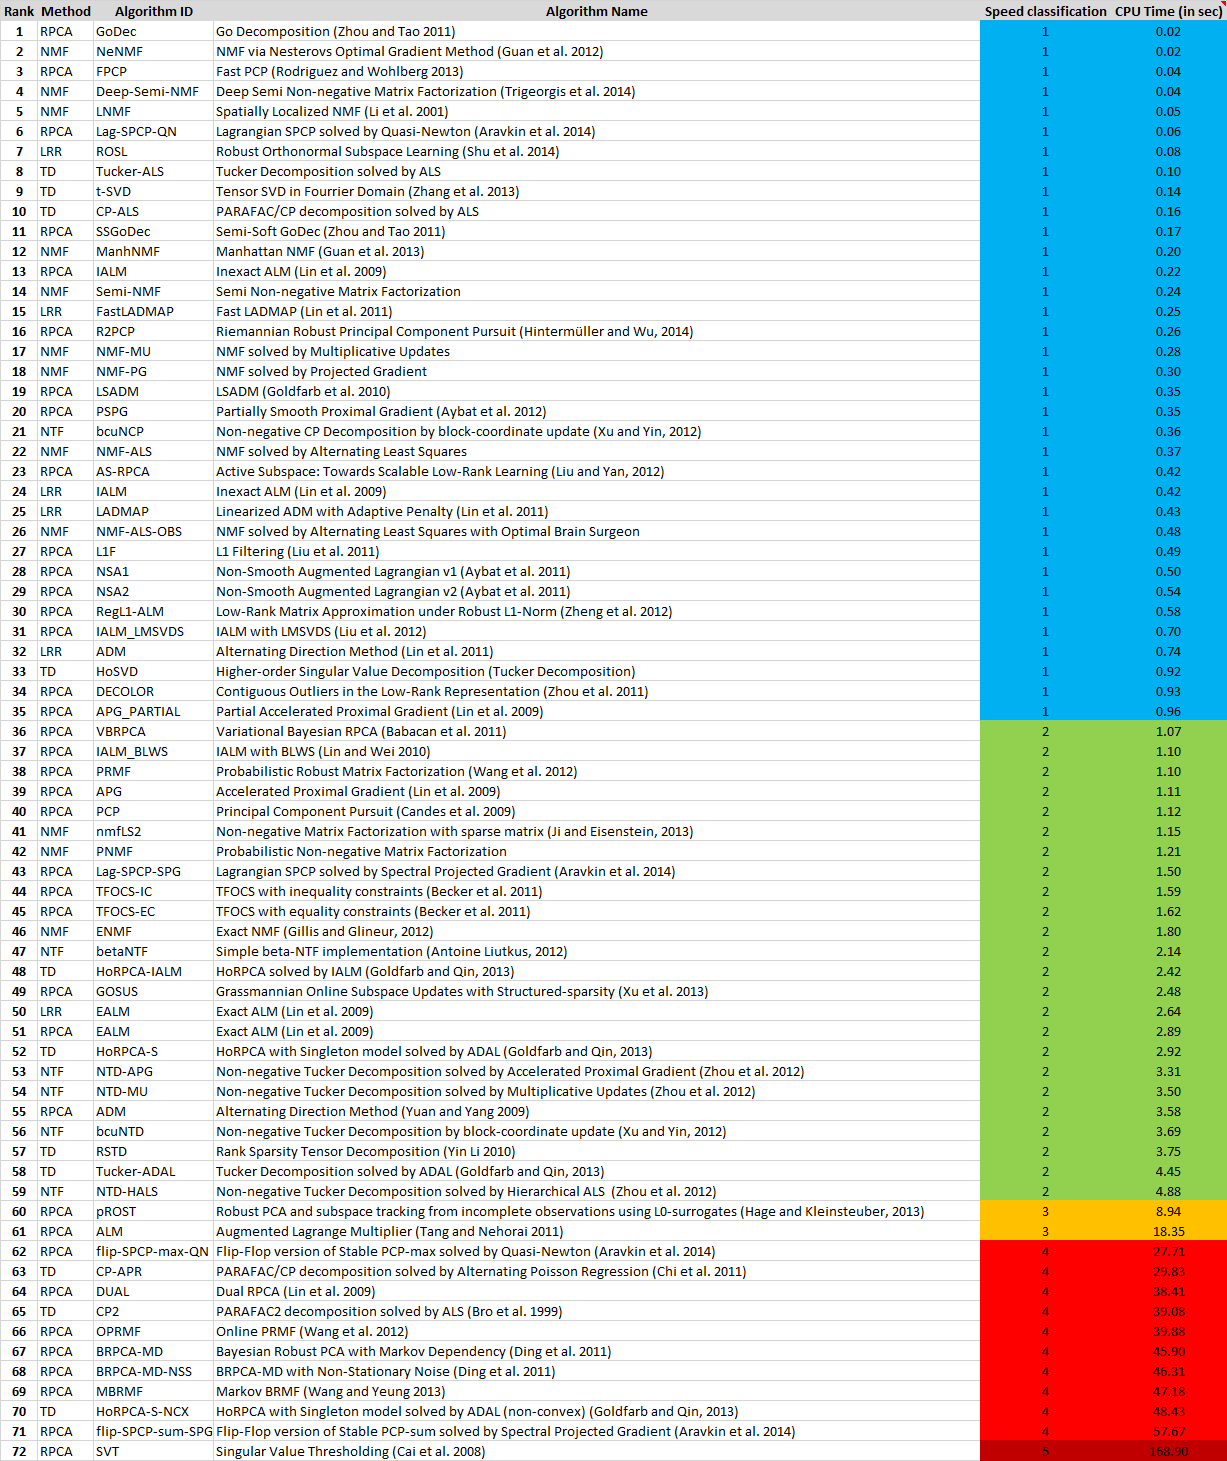 Rank Method Algorithm ID Algorithm Name Speed classification CPU Time (in sec)
1 RPCA GoDec Go Decomposition (Zhou and Tao 2011) 1 0.02
2 NMF NeNMF NMF via Nesterovs Optimal Gradient Method (Guan et al. 2012) 1 0.02
3 RPCA FPCP Fast PCP (Rodriguez and Wohlberg 2013) 1 0.04
4 NMF Deep-Semi-NMF Deep Semi Non-negative Matrix Factorization (Trigeorgis et al. 2014) 1 0.04
5 NMF LNMF Spatially Localized NMF (Li et al. 2001) 1 0.05
6 RPCA Lag-SPCP-QN Lagrangian SPCP solved by Quasi-Newton (Aravkin et al. 2014) 1 0.06
7 LRR ROSL Robust Orthonormal Subspace Learning (Shu et al. 2014) 1 0.08
8 TD Tucker-ALS Tucker Decomposition solved by ALS 1 0.10
9 TD t-SVD Tensor SVD in Fourrier Domain (Zhang et al. 2013) 1 0.14
10 TD CP-ALS PARAFAC/CP decomposition solved by ALS 1 0.16
11 RPCA SSGoDec Semi-Soft GoDec (Zhou and Tao 2011) 1 0.17
12 NMF ManhNMF Manhattan NMF (Guan et al. 2013) 1 0.20
13 RPCA IALM Inexact ALM (Lin et al. 2009) 1 0.22
14 NMF Semi-NMF Semi Non-negative Matrix Factorization 1 0.24
15 LRR FastLADMAP Fast LADMAP (Lin et al. 2011) 1 0.25
16 RPCA R2PCP Riemannian Robust Principal Component Pursuit (Hintermüller and Wu, 2014) 1 0.26
17 NMF NMF-MU NMF solved by Multiplicative Updates 1 0.28
18 NMF NMF-PG NMF solved by Projected Gradient 1 0.30
19 RPCA LSADM LSADM (Goldfarb et al. 2010) 1 0.35
20 RPCA PSPG Partially Smooth Proximal Gradient (Aybat et al. 2012) 1 0.35
21 NTF bcuNCP Non-negative CP Decomposition by block-coordinate update (Xu and Yin, 2012) 1 0.36
22 NMF NMF-ALS NMF solved by Alternating Least Squares 1 0.37
23 RPCA AS-RPCA Active Subspace: Towards Scalable Low-Rank Learning (Liu and Yan, 2012) 1 0.42
24 LRR IALM Inexact ALM (Lin et al. 2009) 1 0.42
25 LRR LADMAP Linearized ADM with Adaptive Penalty (Lin et al. 2011) 1 0.43
26 NMF NMF-ALS-OBS NMF solved by Alternating Least Squares with Optimal Brain Surgeon 1 0.48
27 RPCA L1F L1 Filtering (Liu et al. 2011) 1 0.49
28 RPCA NSA1 Non-Smooth Augmented Lagrangian v1 (Aybat et al. 2011) 1 0.50
29 RPCA NSA2 Non-Smooth Augmented Lagrangian v2 (Aybat et al. 2011) 1 0.54
30 RPCA RegL1-ALM Low-Rank Matrix Approximation under Robust L1-Norm (Zheng et al. 2012) 1 0.58
31 RPCA IALM_LMSVDS IALM with LMSVDS (Liu et al. 2012) 1 0.70
32 LRR ADM Alternating Direction Method (Lin et al. 2011) 1 0.74
33 TD HoSVD Higher-order Singular Value Decomposition (Tucker Decomposition) 1 0.92
34 RPCA DECOLOR Contiguous Outliers in the Low-Rank Representation (Zhou et al. 2011) 1 0.93
35 RPCA APG_PARTIAL Partial Accelerated Proximal Gradient (Lin et al. 2009) 1 0.96
36 RPCA VBRPCA Variational Bayesian RPCA (Babacan et al. 2011) 2 1.07
37 RPCA IALM_BLWS IALM with BLWS (Lin and Wei 2010) 2 1.10
38 RPCA PRMF Probabilistic Robust Matrix Factorization (Wang et al. 2012) 2 1.10
39 RPCA APG Accelerated Proximal Gradient (Lin et al. 2009) 2 1.11
40 RPCA PCP Principal Component Pursuit (Candes et al. 2009) 2 1.12
41 NMF nmfLS2 Non-negative Matrix Factorization with sparse matrix (Ji and Eisenstein, 2013) 2 1.15
42 NMF PNMF Probabilistic Non-negative Matrix Factorization 2 1.21
43 RPCA Lag-SPCP-SPG Lagrangian SPCP solved by Spectral Projected Gradient (Aravkin et al. 2014) 2 1.50
44 RPCA TFOCS-IC TFOCS with inequality constraints (Becker et al. 2011) 2 1.59
45 RPCA TFOCS-EC TFOCS with equality constraints (Becker et al. 2011) 2 1.62
46 NMF ENMF Exact NMF (Gillis and Glineur, 2012) 2 1.80
47 NTF betaNTF Simple beta-NTF implementation (Antoine Liutkus, 2012) 2 2.14
48 TD HoRPCA-IALM HoRPCA solved by IALM (Goldfarb and Qin, 2013) 2 2.42
49 RPCA GOSUS Grassmannian Online Subspace Updates with Structured-sparsity (Xu et al. 2013) 2 2.48
50 LRR EALM Exact ALM (Lin et al. 2009) 2 2.64
51 RPCA EALM Exact ALM (Lin et al. 2009) 2 2.89
52 TD HoRPCA-S HoRPCA with Singleton model solved by ADAL (Goldfarb and Qin, 2013) 2 2.92
53 NTF NTD-APG Non-negative Tucker Decomposition solved by Accelerated Proximal Gradient (Zhou et al. 2012) 2 3.31
54 NTF NTD-MU Non-negative Tucker Decomposition solved by Multiplicative Updates (Zhou et al. 2012) 2 3.50
55 RPCA ADM Alternating Direction Method (Yuan and Yang 2009) 2 3.58
56 NTF bcuNTD Non-negative Tucker Decomposition by block-coordinate update (Xu and Yin, 2012) 2 3.69
57 TD RSTD Rank Sparsity Tensor Decomposition (Yin Li 2010) 2 3.75
58 TD Tucker-ADAL Tucker Decomposition solved by ADAL (Goldfarb and Qin, 2013) 2 4.45
59 NTF NTD-HALS Non-negative Tucker Decomposition solved by Hierarchical ALS (Zhou et al. 2012) 2 4.88
60 RPCA pROST Robust PCA and subspace tracking from incomplete observations using L0-surrogates (Hage and Kleinsteuber, 2013) 3 8.94
61 RPCA ALM Augmented Lagrange Multiplier (Tang and Nehorai 2011) 3 18.35
62 RPCA flip-SPCP-max-QN Flip-Flop version of Stable PCP-max solved by Quasi-Newton (Aravkin et al. 2014) 4 27.71
63 TD CP-APR PARAFAC/CP decomposition solved by Alternating Poisson Regression (Chi et al. 2011) 4 29.83
64 RPCA DUAL Dual RPCA (Lin et al. 2009) 4 38.41
65 TD CP2 PARAFAC2 decomposition solved by ALS (Bro et al. 1999) 4 39.08
66 RPCA OPRMF Online PRMF (Wang et al. 2012) 4 39.88
67 RPCA BRPCA-MD Bayesian Robust PCA with Markov Dependency (Ding et al. 2011) 4 45.90
68 RPCA BRPCA-MD-NSS BRPCA-MD with Non-Stationary Noise (Ding et al. 2011) 4 46.31
69 RPCA MBRMF Markov BRMF (Wang and Yeung 2013) 4 47.18
70 TD HoRPCA-S-NCX HoRPCA with Singleton model solved by ADAL (non-convex) (Goldfarb and Qin, 2013) 4 48.43
71 RPCA flip-SPCP-sum-SPG Flip-Flop version of Stable PCP-sum solved by Spectral Projected Gradient (Aravkin et al. 2014) 4 57.67
72 RPCA SVT Singular Value Thresholding (Cai et al. 2008) 5 168.90